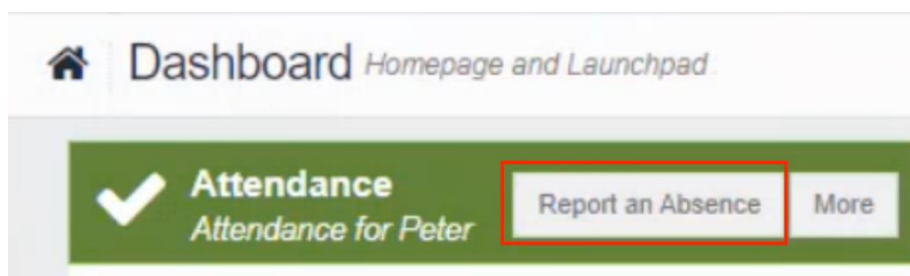 Dashboard Homepage and Launchpad
Attendance
Attendance for Peter
Report an Absence
More